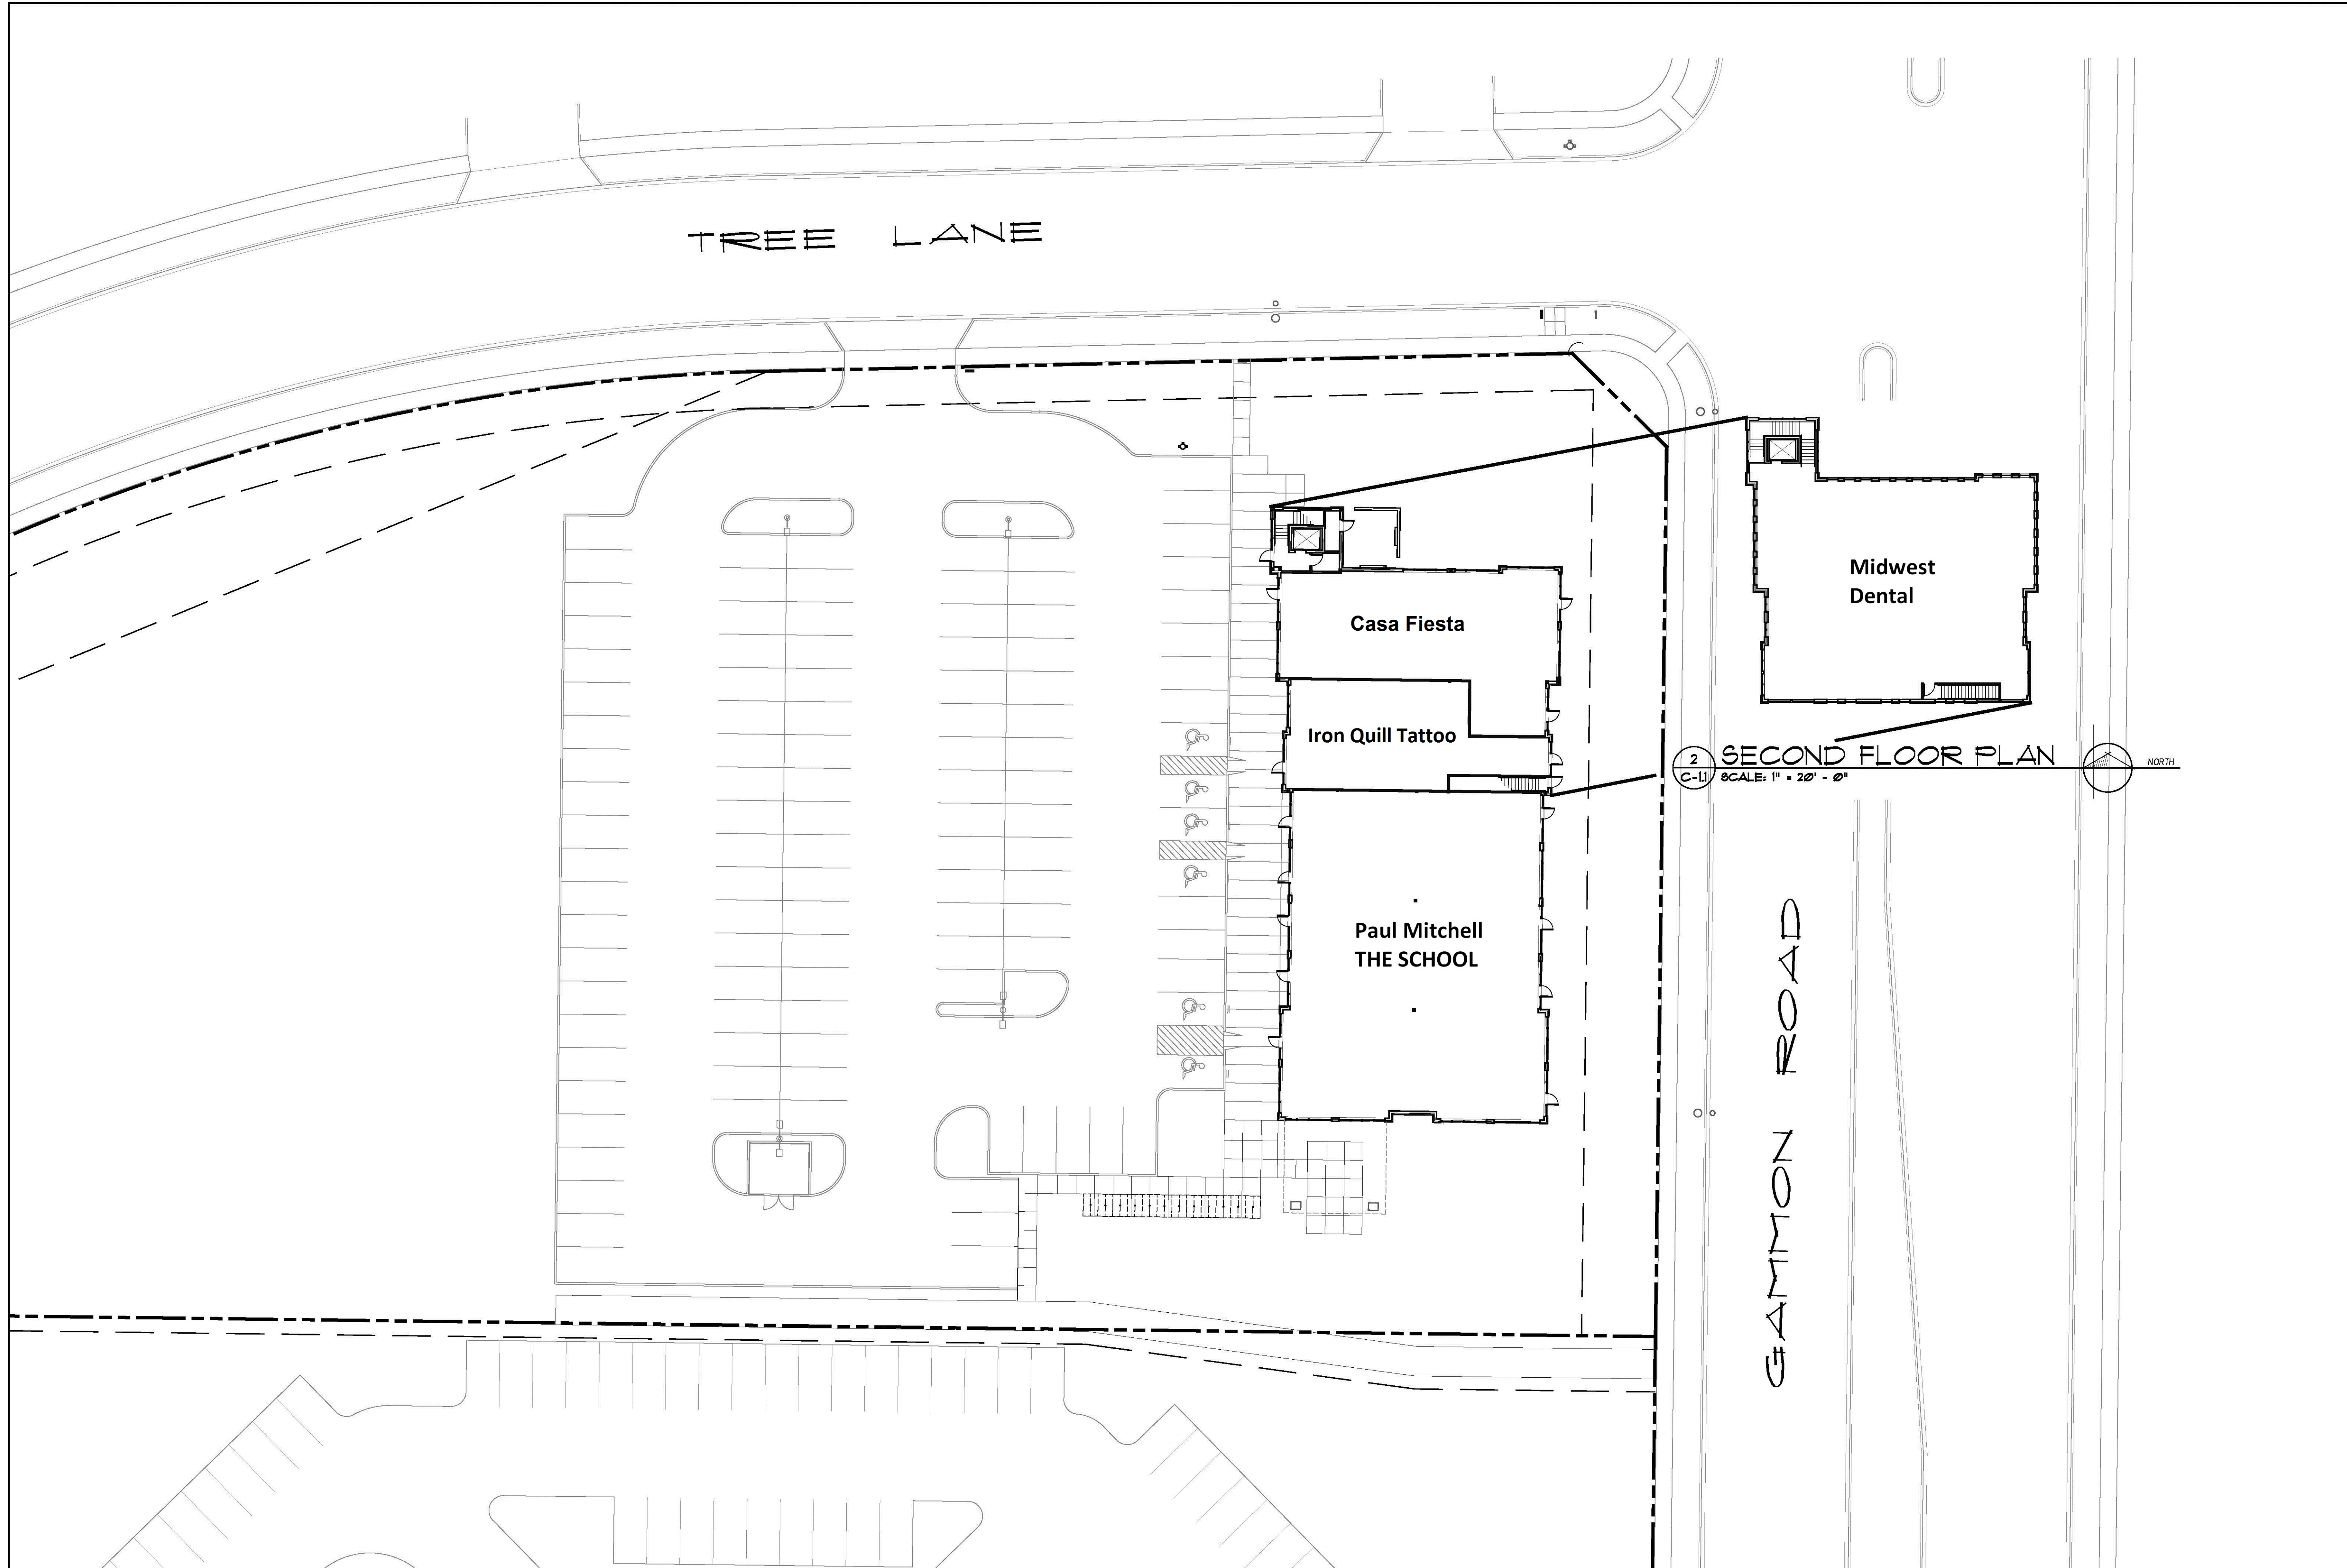 TREE LANE
Midwest
Dental
Casa Fiesta
Iron Quill Tattoo
2 SECOND FLOOR PLAN
C-1.1 SCALE: 1" = 20' - 0"
NORTH
Paul Mitchell
THE SCHOOL
GAMMON ROAD